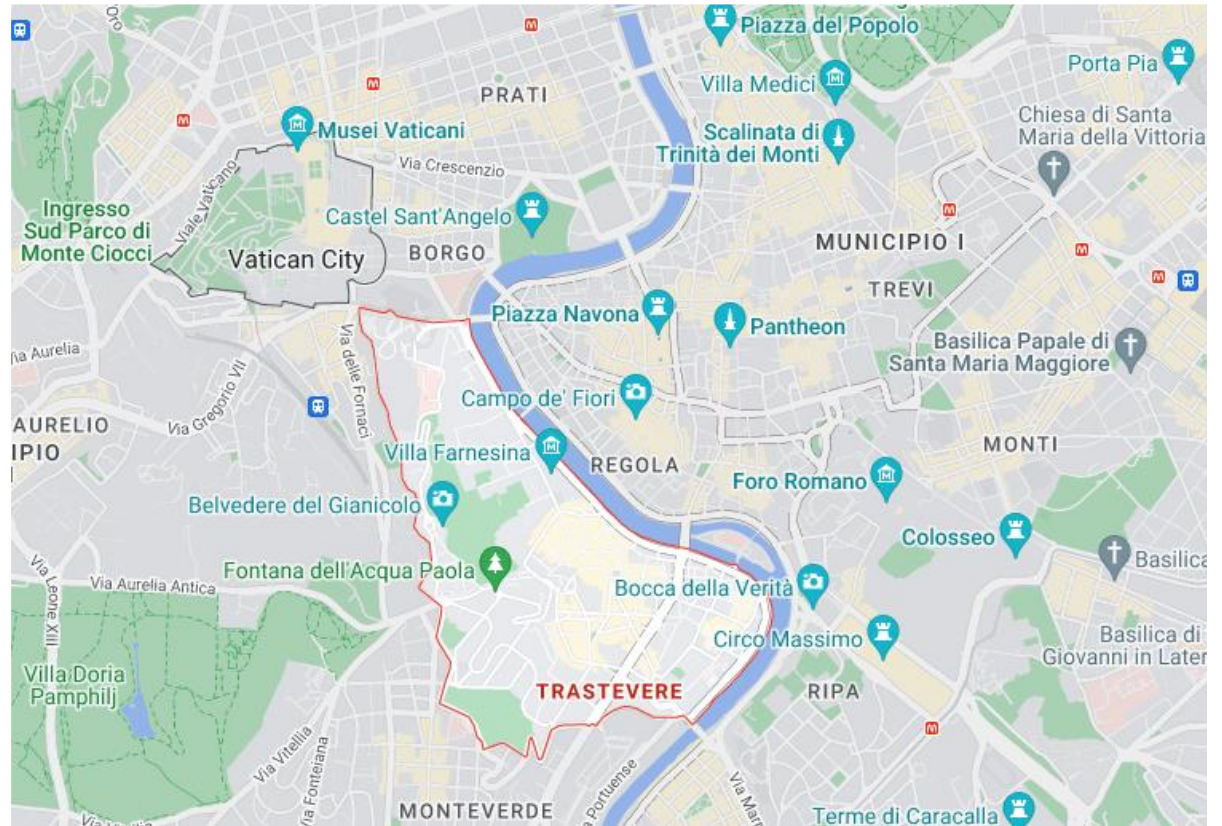 Piazza del Popolo
Villa Medici
Porta Pia
PRATI
Chiesa di Santa
Maria della Vittoria
Musei Vaticani
Scalinata di
Trinità dei Monti
Via Crescenzio
Viale Vaticano
Ingresso
Sud Parco di
Monte Ciocci
Castel Sant'Angelo
MUNICIPIO I
Vatican City
BORGO
TREVI
Piazza Navona
Pantheon
Basilica Papale di
Santa Maria Maggiore
Via Aurelia
Via delle Fornaci
Via Gregorio VII
Campo de' Fiori
AURELIO
IPIO
MONTI
Villa Farnesina
REGOLA
Foro Romano
Belvedere del Gianicolo
Colosseo
Basilica
Fontana dell'Acqua Paola
Via Aurelia Antica
Via Leone XIII
Bocca della Verità
Circo Massimo
Basilica di
Giovanni in Later
Villa Doria
Pamphilj
TRASTEVERE
RIPA
Via Vitellia
Via Fonteiana
Portuense
MONTEVERDE
Via Mar
Terme di Caracalla